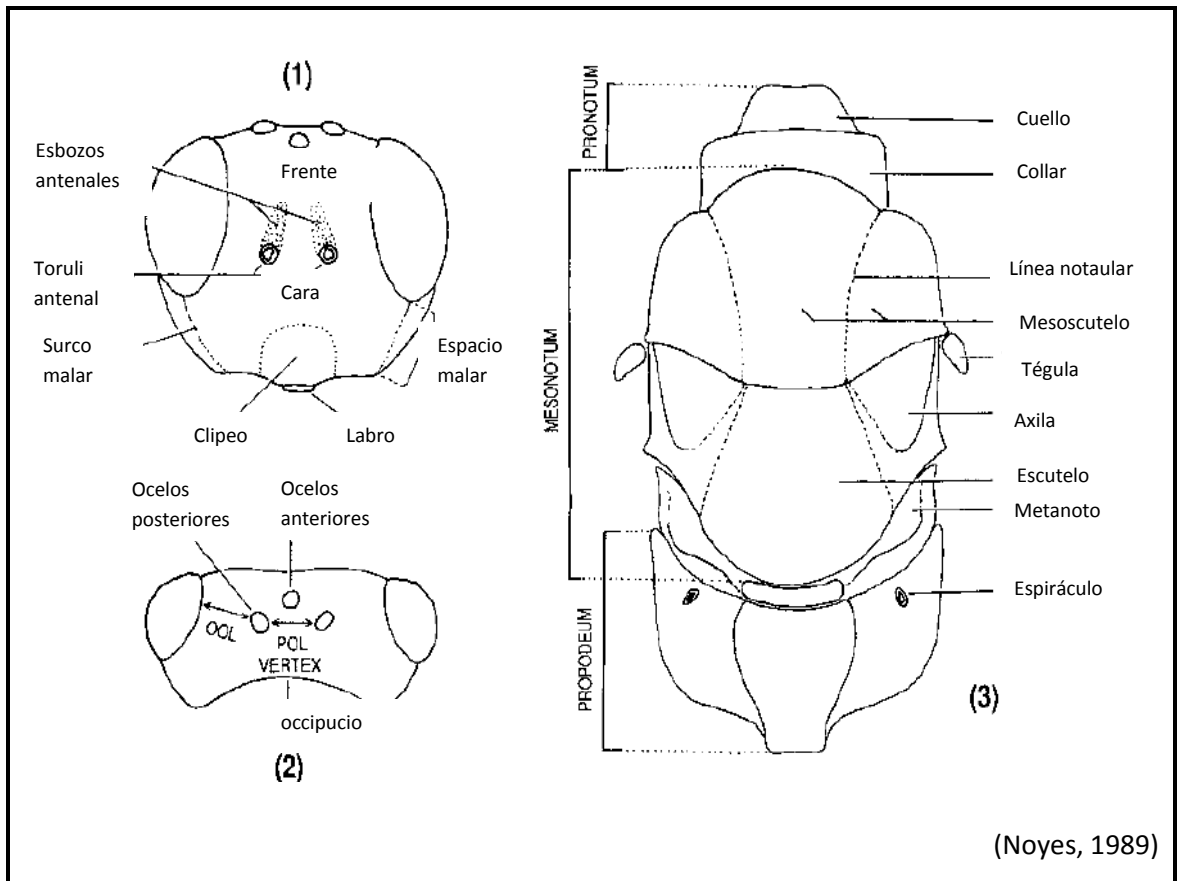 (1)
Esbozos
antenales
Frente
Toruli
antenal
Cara
Surco
malar
Espacio
malar
Clipeo
Labro
Ocelos
posteriores
Ocelos
anteriores
OOL
POL
VERTEX
occipucio
(2)
PRONOTUM
MESONOTUM
PROPODEUM
Cuello
Collar
Línea notaular
Mesoscutelo
Tégula
Axila
Escutelo
Metanoto
Espiráculo
(3)
(Noyes, 1989)